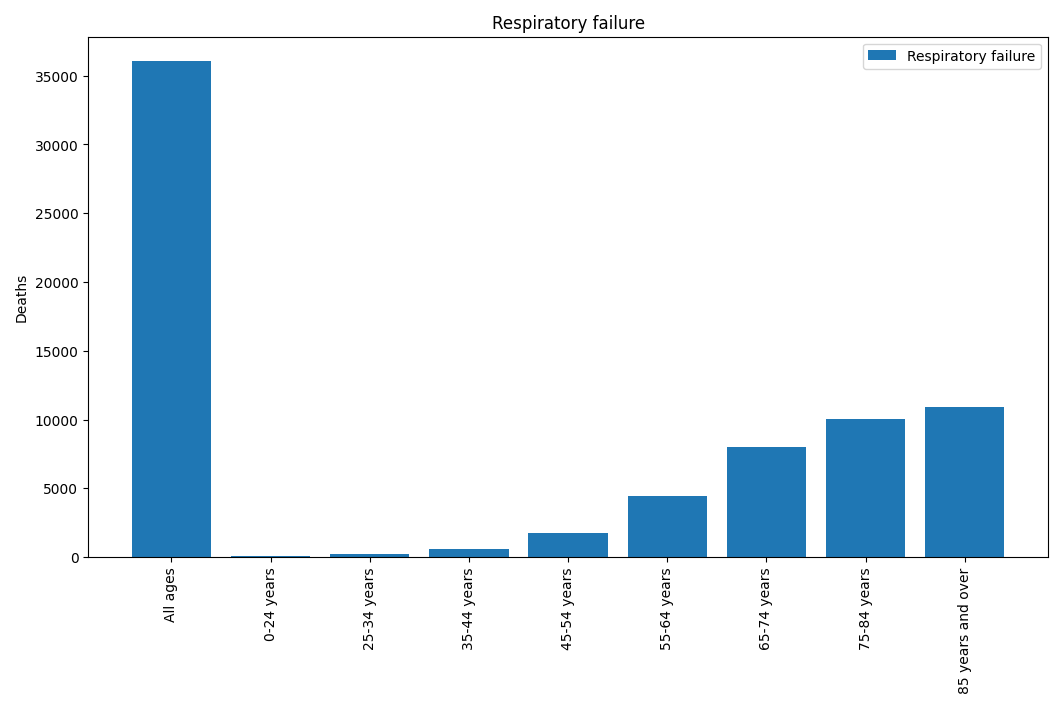 Respiratory failure
Respiratory failure
Deaths
35000
30000
25000
20000
15000
10000
5000
0
All ages
0-24 years
25-34 years
35-44 years
45-54 years
55-64 years
65-74 years
75-84 years
85 years and over